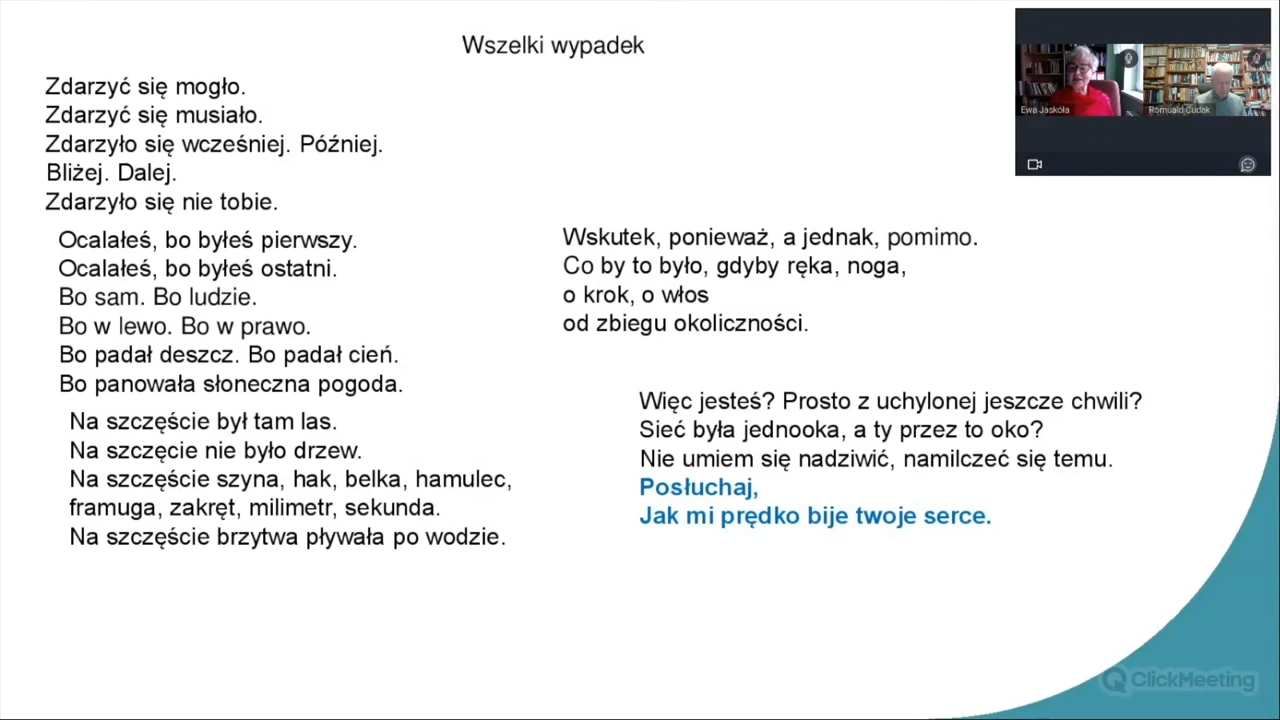 Wszelki wypadek
Zdarzyć się mogło.
Zdarzyć się musiało.
Zdarzyło się wcześniej. Później.
Bliżej. Dalej.
Zdarzyło się nie tobie.
Ocalałeś, bo byłeś pierwszy.
Ocalałeś, bo byłeś ostatni.
Bo sam. Bo ludzie.
Bo w lewo. Bo w prawo.
Bo padał deszcz. Bo padał cień.
Bo panowała słoneczna pogoda.
Na szczęście był tam las.
Na szczęcie nie było drzew.
Na szczęście szyna, hak, belka, hamulec,
framuga, zakręt, milimetr, sekunda.
Na szczęście brzytwa pływała po wodzie.
Wskutek, ponieważ, a jednak, pomimo.
Co by to było, gdyby ręka, noga,
o krok, o włos
od zbiegu okoliczności.
Więc jesteś? Prosto z uchylonej jeszcze chwili?
Sieć była jednooka, a ty przez to oko?
Nie umiem się nadziwić, namilczeć się temu.
Posłuchaj,
Jak mi prędko bije twoje serce.
Ewa Jaskóła
Romuald Cudak
ClickMeeting